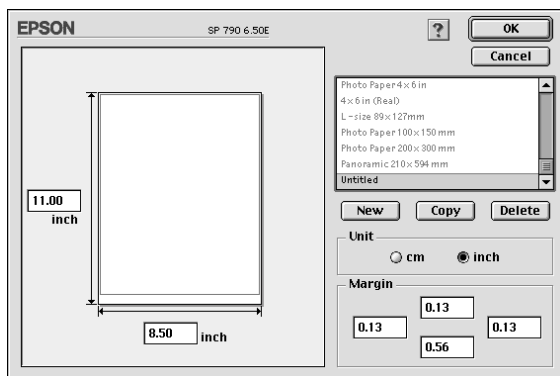 EPSON
SP 790 6.50E
?
OK
Cancel
11.00
inch
8.50
inch
Photo Paper 4 x 6 in
4 x 6 in (Real)
L-size 89 x 127mm
Photo Paper 100 x 150 mm
Photo Paper 200 x 300 mm
Panoramic 210 x 594 mm
Untitled
New
Copy
Delete
Unit
cm
inch
Margin
0.13
0.13
0.13
0.56